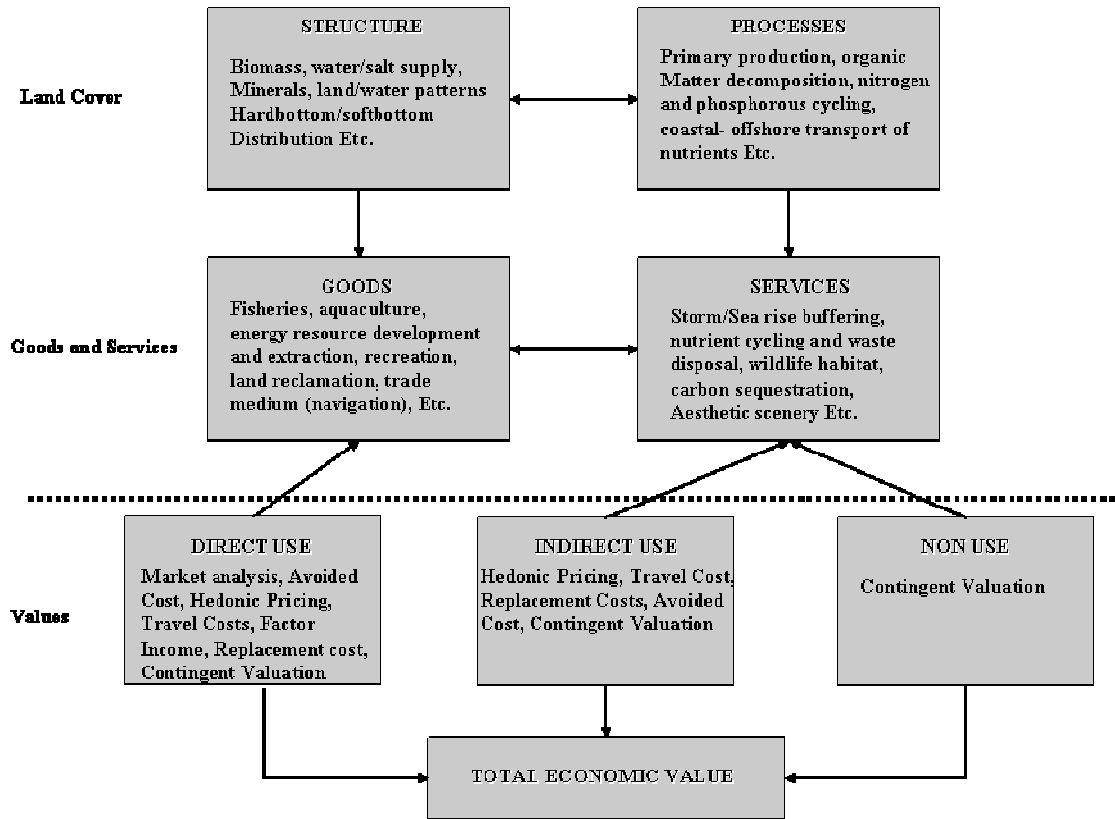 STRUCTURE
Biomass, water/salt supply,
Minerals, land/water patterns
Hardbottom/softbottom
Distribution Etc.
PROCESSES
Primary production, organic
Matter decomposition, nitrogen
and phosphorous cycling,
coastal- offshore transport of
nutrients Etc.
Land Cover
GOODS
Fisheries, aquaculture,
energy resource development
and extraction, recreation,
land reclamation, trade
medium (navigation), Etc.
SERVICES
Storm/Sea rise buffering,
nutrient cycling and waste
disposal, wildlife habitat,
carbon sequestration,
Aesthetic scenery Etc.
Goods and Services
DIRECT USE
Market analysis, Avoided
Cost, Hedonic Pricing,
Travel Costs, Factor
Income, Replacement cost,
Contingent Valuation
INDIRECT USE
Hedonic Pricing, Travel Cost,
Replacement Costs, Avoided
Cost, Contingent Valuation
NON USE
Contingent Valuation
Values
TOTAL ECONOMIC VALUE